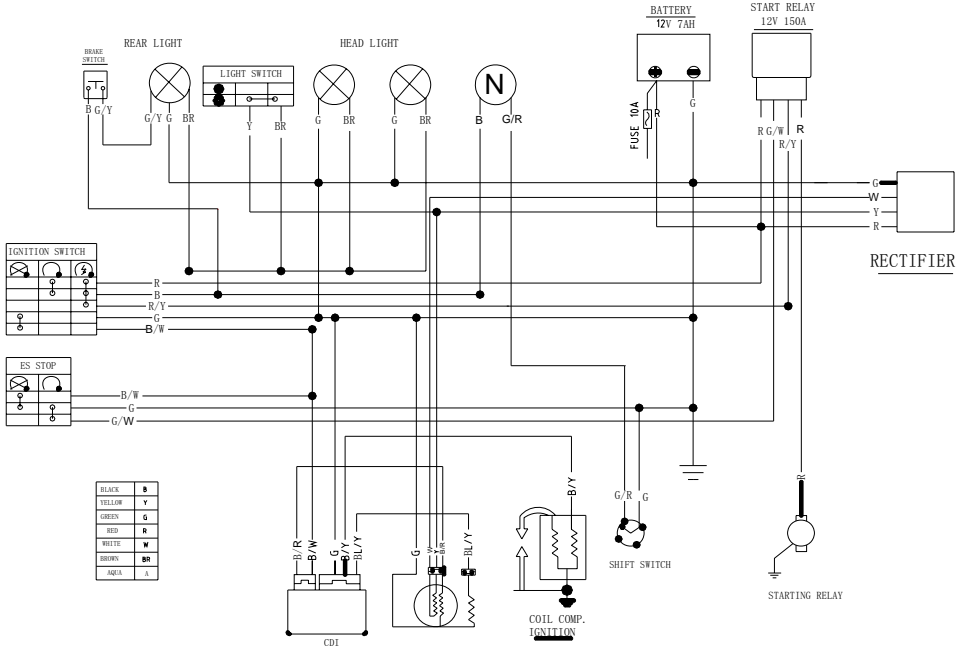 BATTERY
12V 7AH
START RELAY
12V 150A
REAR LIGHT
HEAD LIGHT
BRAKE
SWITCH
LIGHT SWITCH
N
B G/Y
G/Y G BR
Y BR
G BR
G BR
B G/R
FUSE 10A
R
G
R G/W R
R/Y
G
W
Y
R
RECTIFIER
IGNITION SWITCH
R
B
R/Y
G
B/W
ES STOP
B/W
G
G/W
BLACK B
YELLOW Y
GREEN G
RED R
WHITE W
BROWN BR
AQUA A
B/R
B/W
G
B/Y
BL/Y
G
W
Y
B/R
BL/Y
B/Y
G/R G
R
SHIFT SWITCH
STARTING RELAY
COIL COMP.
IGNITION
CDI